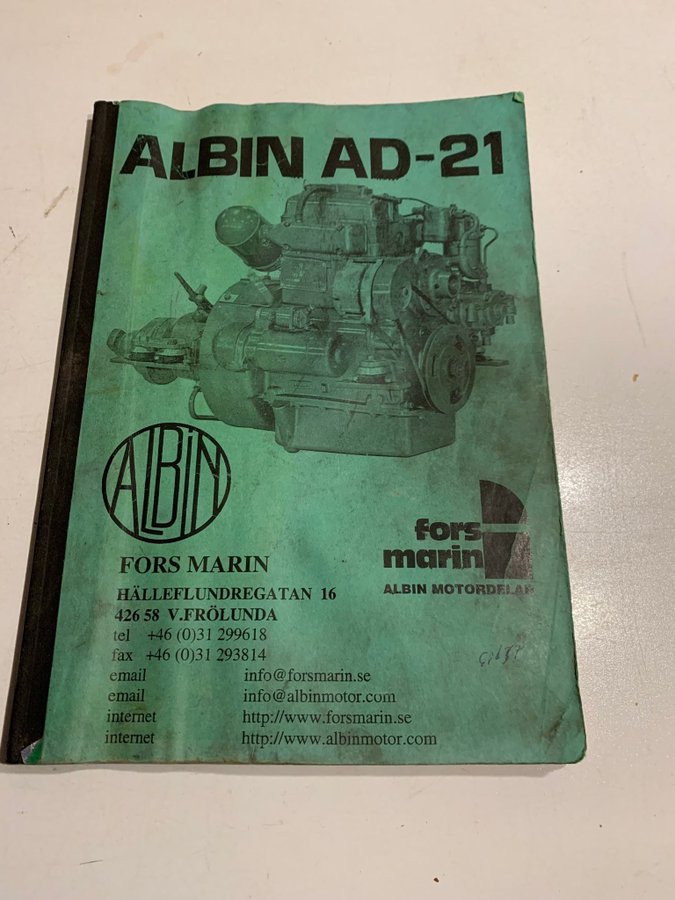 ALBIN AD-21
ALBiN
fors
marin
ALBIN MOTORDELAR
FORS MARIN
HÄLLEFLUNDREGATAN 16
426 58 V.FRÖLUNDA
tel +46 (0)31 299618
fax +46 (0)31 293814
email info@forsmarin.se
email info@albinmotor.com
internet http://www.forsmarin.se
internet http://www.albinmotor.com